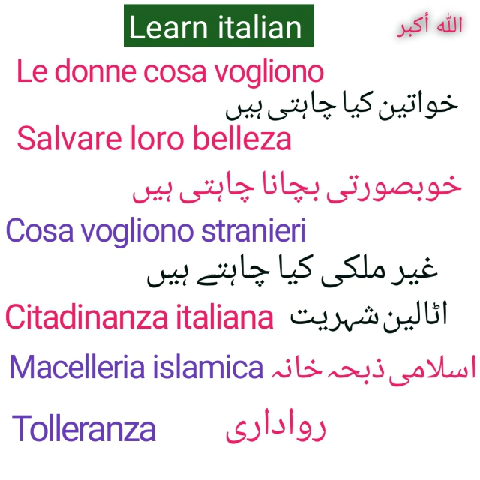 Learn italian
الله أكبر
Le donne cosa vogliono
خواتین کیا چاہتی ہیں
Salvare loro belleza
خوبصورتی بچانا چاہتی ہیں
Cosa vogliono stranieri
غیر ملکی کیا چاہتے ہیں
Citadinanza italiana اٹالین شہریت
Macelleria islamica اسلامی ذبحہ خانہ
Tolleranza رواداری